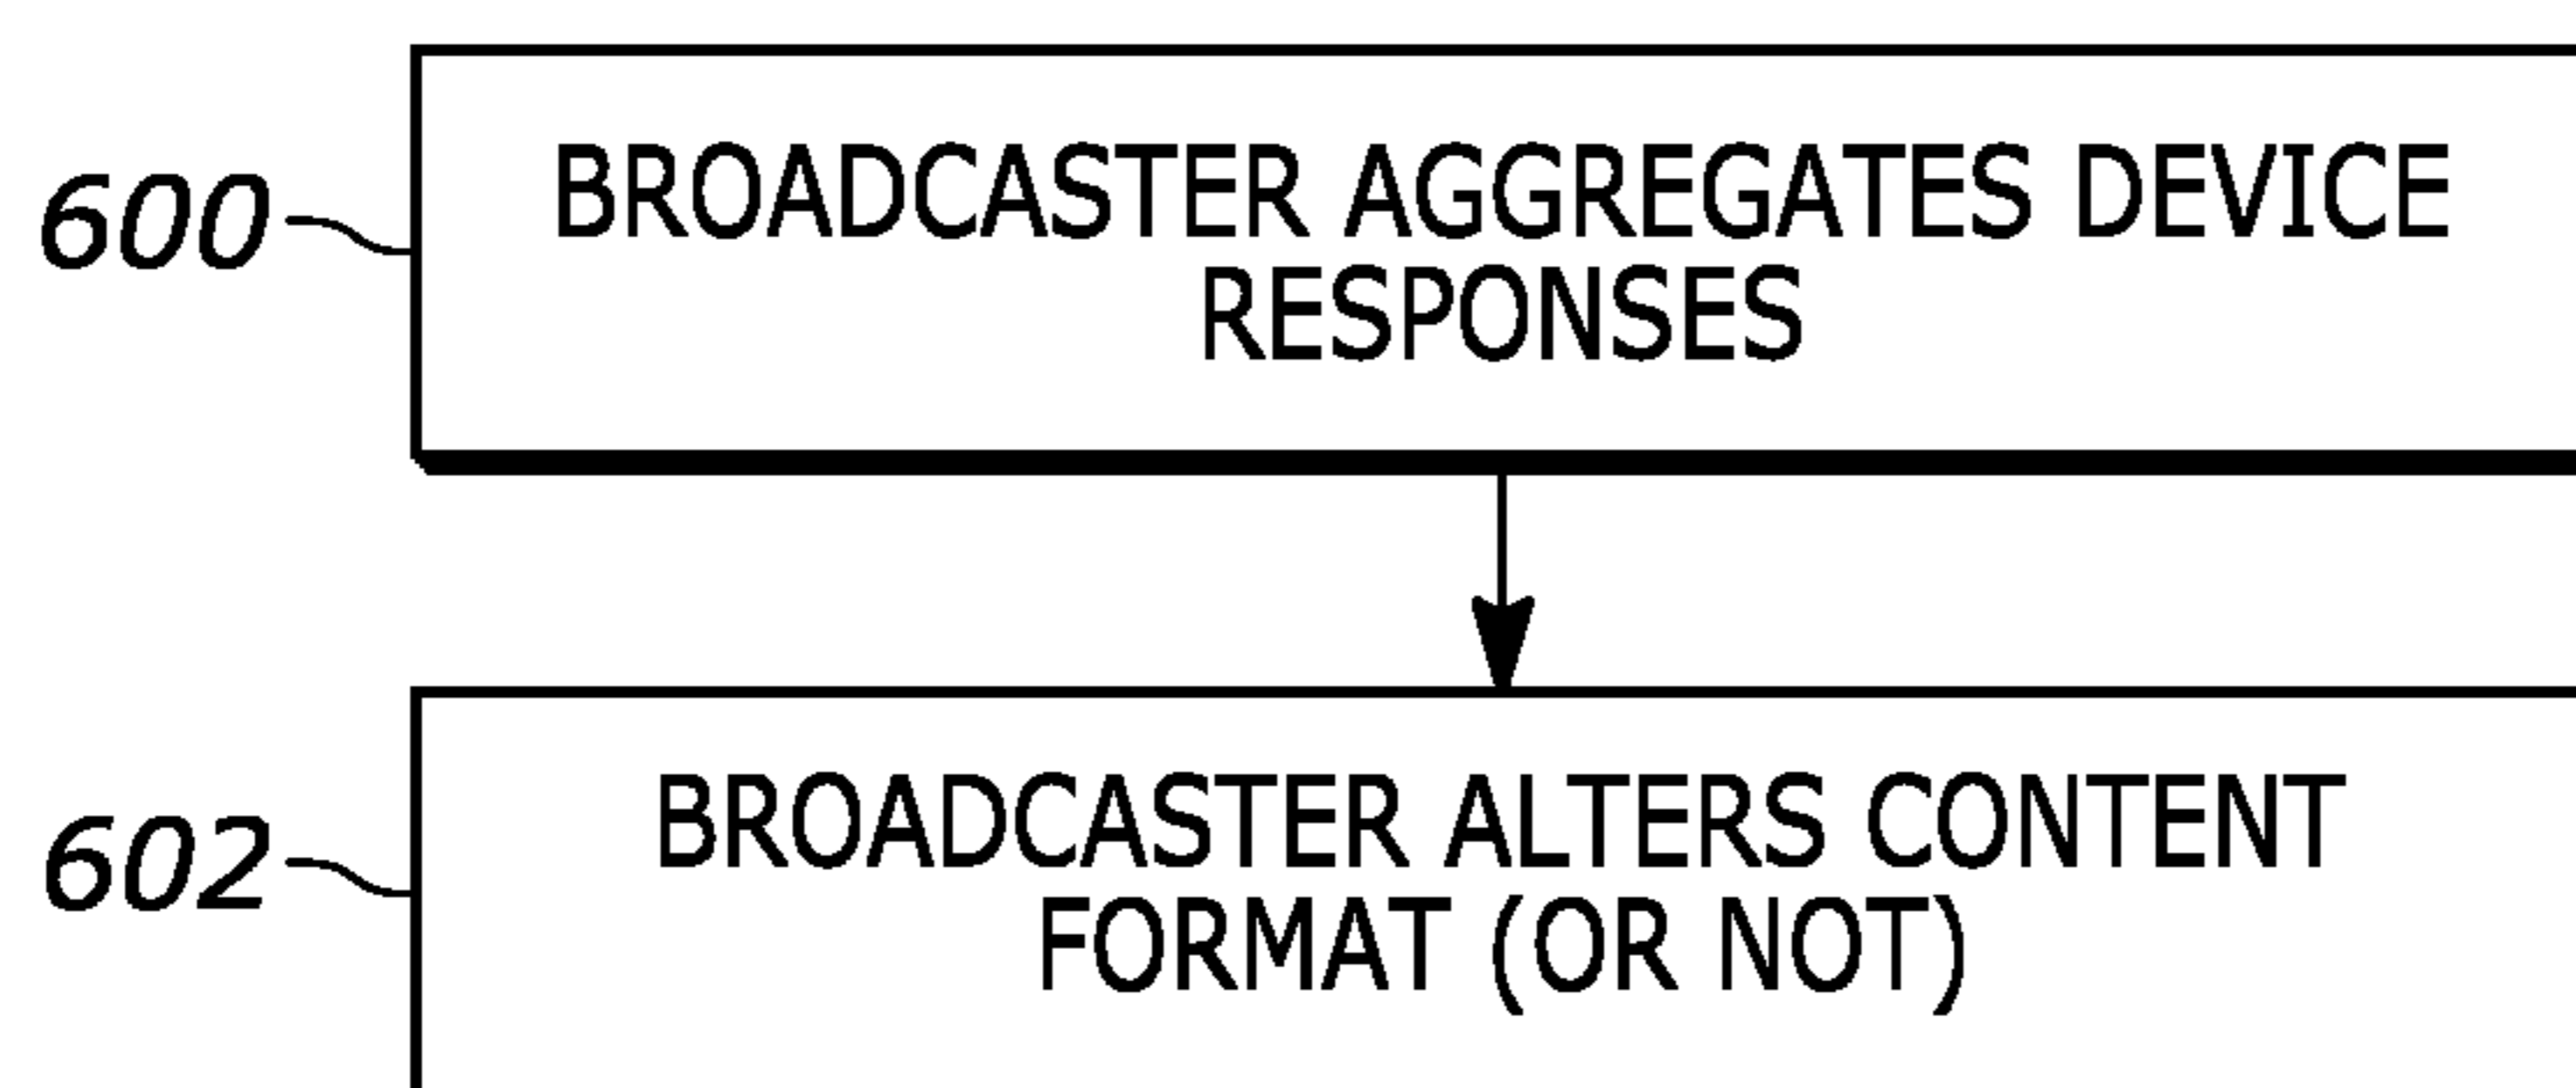 600
BROADCASTER AGGREGATES DEVICE
RESPONSES
602
BROADCASTER ALTERS CONTENT
FORMAT (OR NOT)